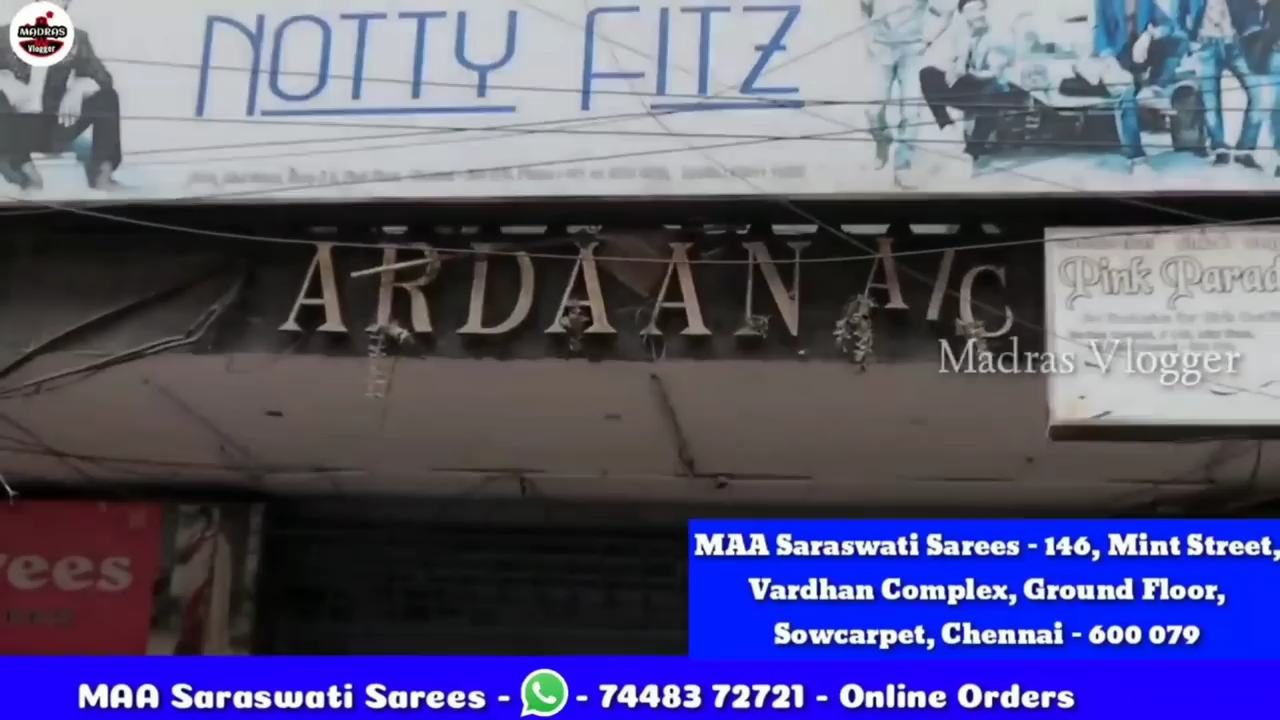 MADRAS
Vlogger
NOTTY FITZ
ARDAAN A/C
Pink Parad
Madras Vlogger
rees
MAA Saraswati Sarees - 146, Mint Street,
Vardhan Complex, Ground Floor,
Sowcarpet, Chennai - 600 079
MAA Saraswati Sarees - - 74483 72721 - Online Orders